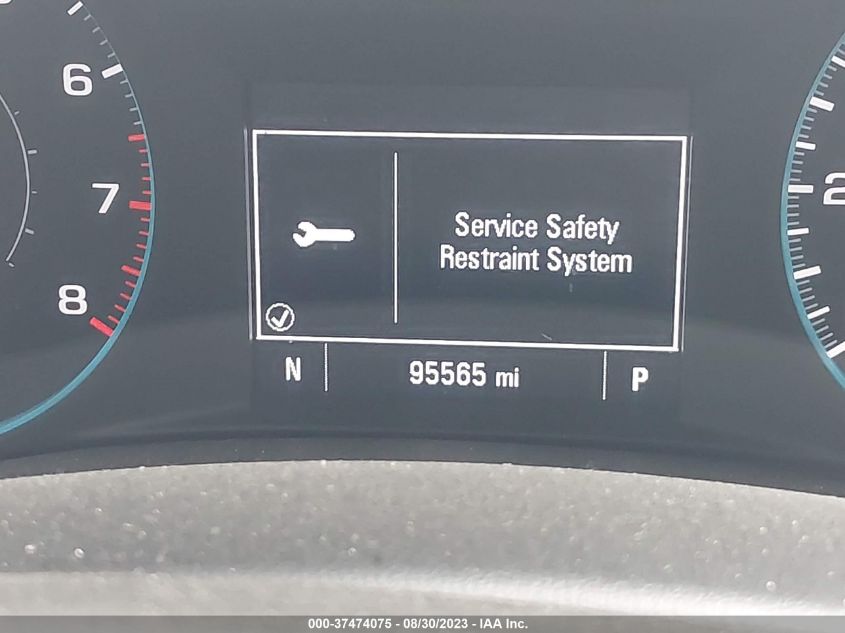 6
7
8
2
Service Safety
Restraint System
N 95565 mi P
000-37474075 - 08/30/2023 - IAA Inc.